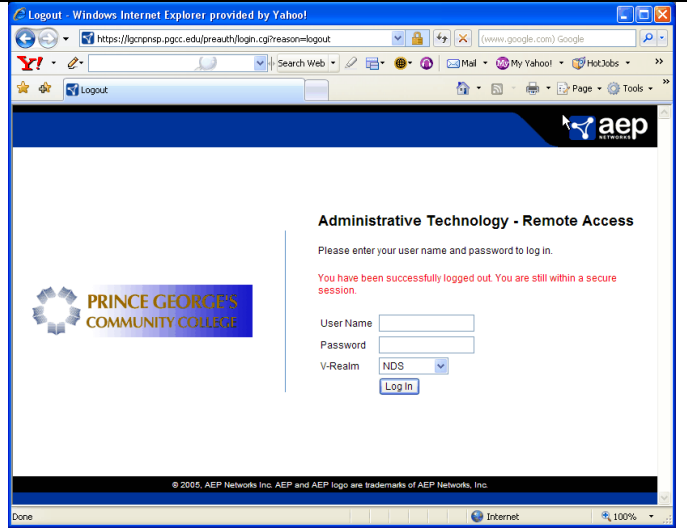 Logout - Windows Internet Explorer provided by Yahoo!
https://lgcnpnsp.pgcc.edu/preauth/login.cgi?reason=logout
(www.google.com) Google
Y! Search Web Mail My Yahoo! HotJobs »
Logout Page Tools »
aep
NETWORKS
Administrative Technology - Remote Access
Please enter your user name and password to log in.
You have been successfully logged out. You are still within a secure
session.
PRINCE GEORGE'S
COMMUNITY COLLEGE
User Name
Password
V-Realm NDS
Log In
© 2005, AEP Networks Inc. AEP and AEP logo are trademarks of AEP Networks, Inc.
Done Internet 100%